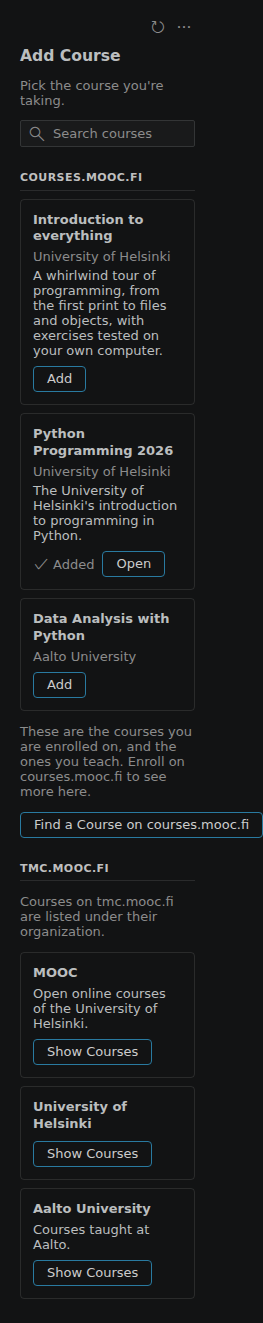 Add Course
Pick the course you're
taking.
Search courses
COURSES.MOOC.FI
Introduction to
everything
University of Helsinki
A whirlwind tour of
programming, from
the first print to files
and objects, with
exercises tested on
your own computer.
Add
Python
Programming 2026
University of Helsinki
The University of
Helsinki's introduction
to programming in
Python.
Added
Open
Data Analysis with
Python
Aalto University
Add
These are the courses you
are enrolled on, and the
ones you teach. Enroll on
courses.mooc.fi to see
more here.
Find a Course on courses.mooc.fi
TMC.MOOC.FI
Courses on tmc.mooc.fi
are listed under their
organization.
MOOC
Open online courses
of the University of
Helsinki.
Show Courses
University of
Helsinki
Show Courses
Aalto University
Courses taught at
Aalto.
Show Courses